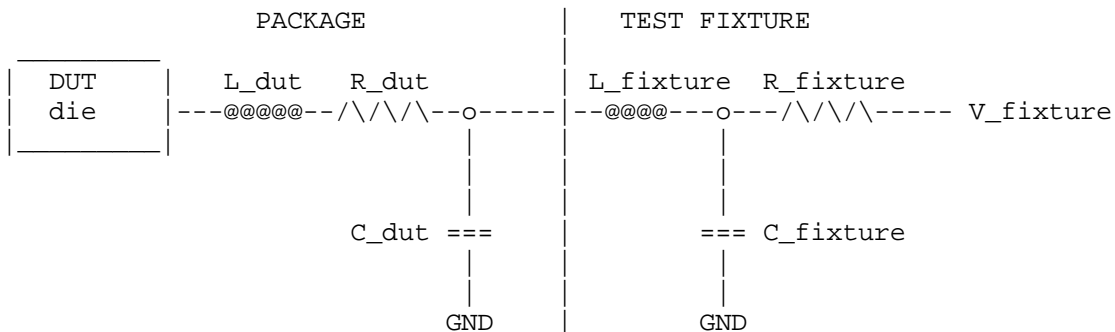 PACKAGE TEST FIXTURE
DUT L_dut R_dut L_fixture R_fixture
die V_fixture
C_dut C_fixture
GND GND